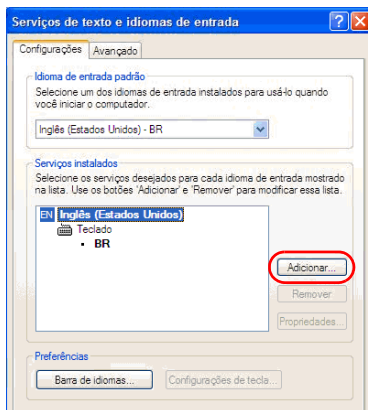 Serviços de texto e idiomas de entrada
Configurações Avançado
Idioma de entrada padrão
Selecione um dos idiomas de entrada instalados para usá-lo quando
você iniciar o computador.
Inglês (Estados Unidos) - BR
Serviços instalados
Selecione os serviços desejados para cada idioma de entrada mostrado
na lista. Use os botões 'Adicionar' e 'Remover' para modificar essa lista.
EN Inglês (Estados Unidos)
Teclado
• BR
Adicionar...
Remover
Propriedades...
Preferências
Barra de idiomas... Configurações de tecla...